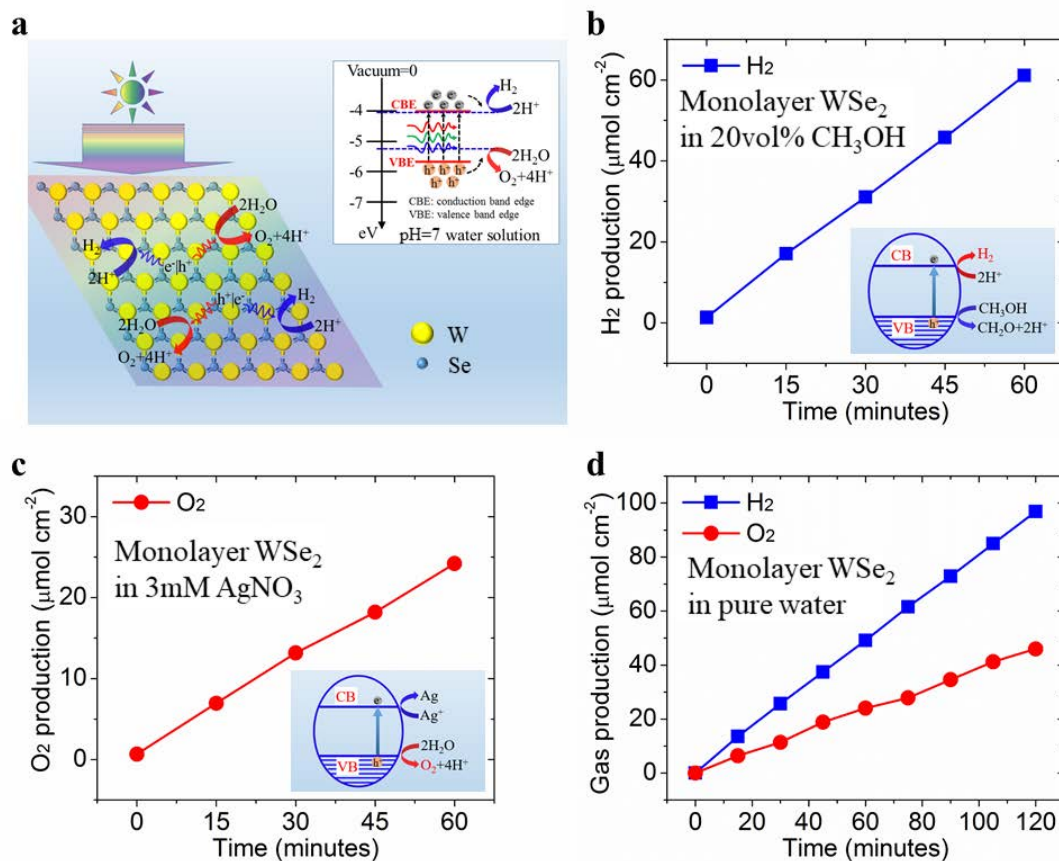 a
Vacuum=0
-4
-5
-6
-7
eV
CBE
VBE
e⁻ e⁻
e⁻ e⁻ e⁻
h⁺ h⁺ h⁺
h⁺ h⁺
H₂
2H⁺
2H₂O
O₂+4H⁺
CBE: conduction band edge
VBE: valence band edge
pH=7 water solution
2H₂O
O₂+4H⁺
H₂
2H⁺
e⁻|h⁺
h⁺|e⁻
H₂
2H⁺
2H₂O
O₂+4H⁺
W
Se
b
H₂
Monolayer WSe₂
in 20vol% CH₃OH
H₂ production (μmol cm⁻²)
60
40
20
0
0 15 30 45 60
Time (minutes)
CB
e⁻
H₂
2H⁺
CH₃OH
CH₂O+2H⁺
VB
h⁺
c
O₂
Monolayer WSe₂
in 3mM AgNO₃
O₂ production (μmol cm⁻²)
30
20
10
0
0 15 30 45 60
Time (minutes)
CB
e⁻
Ag
Ag⁺
2H₂O
O₂+4H⁺
VB
h⁺
d
H₂
O₂
Monolayer WSe₂
in pure water
Gas production (μmol cm⁻²)
100
80
60
40
20
0
0 20 40 60 80 100 120
Time (minutes)